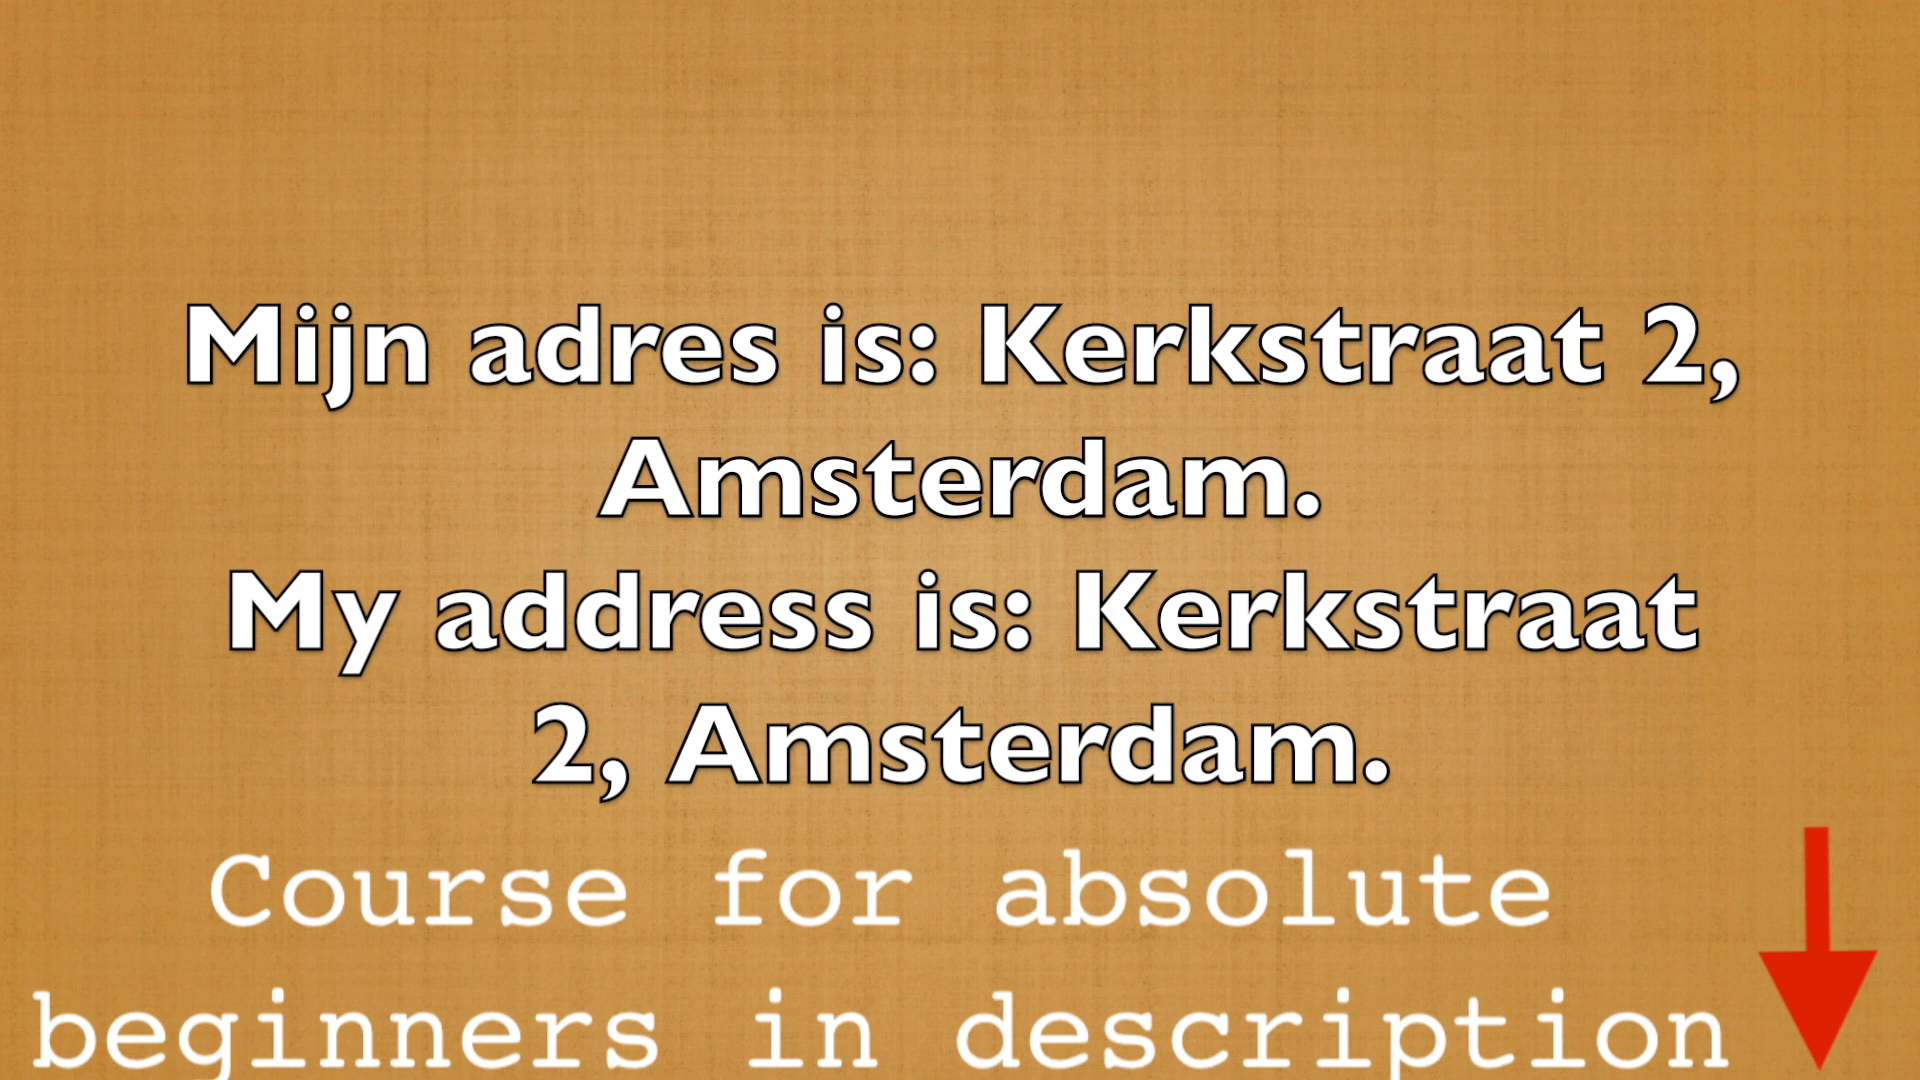 Mijn adres is: Kerkstraat 2,
Amsterdam.
My address is: Kerkstraat
2, Amsterdam.
Course for absolute
beginners in description